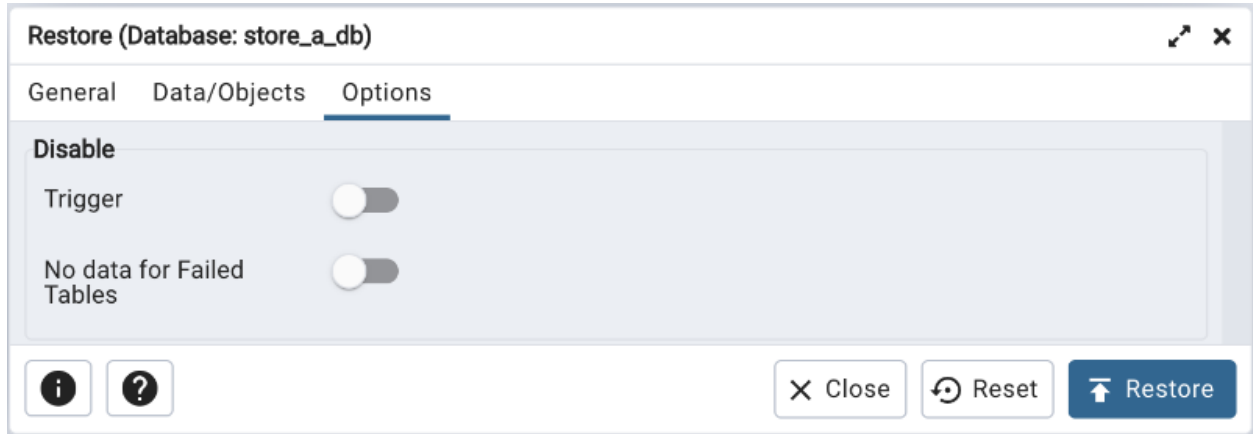 Restore (Database: store_a_db)
General Data/Objects Options
Disable
Trigger
No data for Failed
Tables
Close Reset Restore